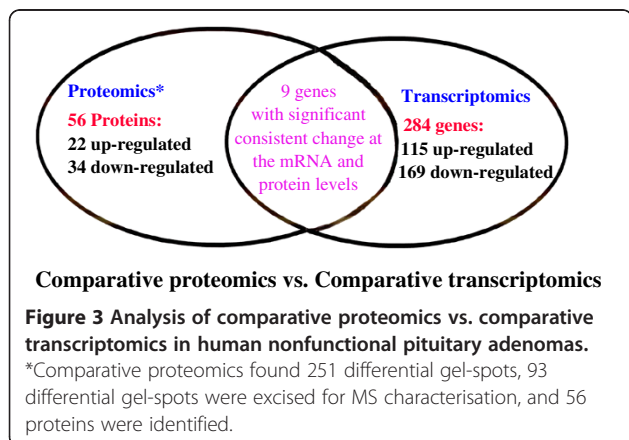 Proteomics*
56 Proteins:
22 up-regulated
34 down-regulated
9 genes
with significant
consistent change at
the mRNA and
protein levels
Transcriptomics
284 genes:
115 up-regulated
169 down-regulated
Comparative proteomics vs. Comparative transcriptomics
Figure 3 Analysis of comparative proteomics vs. comparative
transcriptomics in human nonfunctional pituitary adenomas.
*Comparative proteomics found 251 differential gel-spots, 93
differential gel-spots were excised for MS characterisation, and 56
proteins were identified.